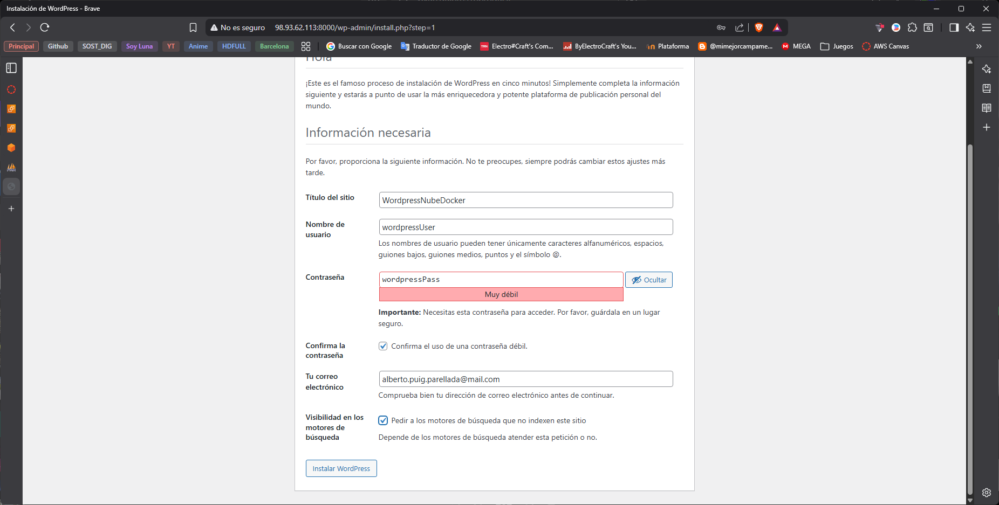 Instalación de WordPress - Brave
No es seguro 98.93.62.113:8000/wp-admin/install.php?step=1
Principal Github SOST_DIG Soy Luna YT Anime HDFULL Barcelona Buscar con Google Traductor de Google Electro#Craft's Com... ByElectroCraft's You... Plataforma @mimejorcampame... MEGA Juegos AWS Canvas
Hola
¡Este es el famoso proceso de instalación de WordPress en cinco minutos! Simplemente completa la información
siguiente y estarás a punto de usar la más enriquecedora y potente plataforma de publicación personal del
mundo.
Información necesaria
Por favor, proporciona la siguiente información. No te preocupes, siempre podrás cambiar estos ajustes más
tarde.
Título del sitio
WordpressNubeDocker
Nombre de
usuario
wordpressUser
Los nombres de usuario pueden tener únicamente caracteres alfanuméricos, espacios,
guiones bajos, guiones medios, puntos y el símbolo @.
Contraseña
wordpressPass
Ocultar
Muy débil
Importante: Necesitas esta contraseña para acceder. Por favor, guárdala en un lugar
seguro.
Confirma la
contraseña
Confirma el uso de una contraseña débil.
Tu correo
electrónico
alberto.puig.parellada@mail.com
Comprueba bien tu dirección de correo electrónico antes de continuar.
Visibilidad en los
motores de
búsqueda
Pedir a los motores de búsqueda que no indexen este sitio
Depende de los motores de búsqueda atender esta petición o no.
Instalar WordPress